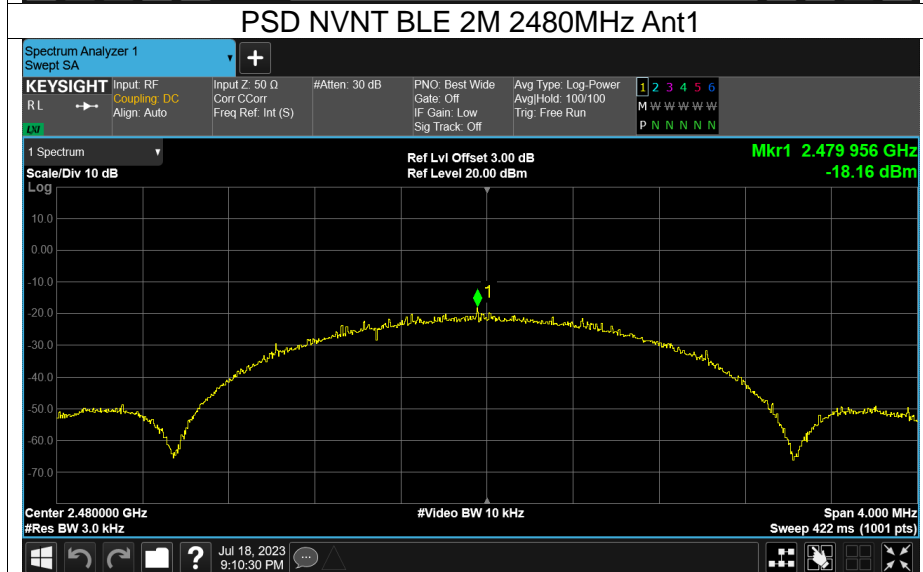 PSD NVNT BLE 2M 2480MHz Ant1
Spectrum Analyzer 1
Swept SA
+
KEYSIGHT
R L
LXI
Input: RF
Coupling: DC
Align: Auto
Input Z: 50 Ω
Corr CCorr
Freq Ref: Int (S)
#Atten: 30 dB
PNO: Best Wide
Gate: Off
IF Gain: Low
Sig Track: Off
Avg Type: Log-Power
Avg|Hold: 100/100
Trig: Free Run
1 2 3 4 5 6
M W W W W W
P N N N N N
1 Spectrum
Scale/Div 10 dB
Ref Lvl Offset 3.00 dB
Ref Level 20.00 dBm
Mkr1 2.479 956 GHz
-18.16 dBm
Log
10.0
0.00
-10.0
-20.0
-30.0
-40.0
-50.0
-60.0
-70.0
1
Center 2.480000 GHz
#Res BW 3.0 kHz
#Video BW 10 kHz
Span 4.000 MHz
Sweep 422 ms (1001 pts)
?
Jul 18, 2023
9:10:30 PM